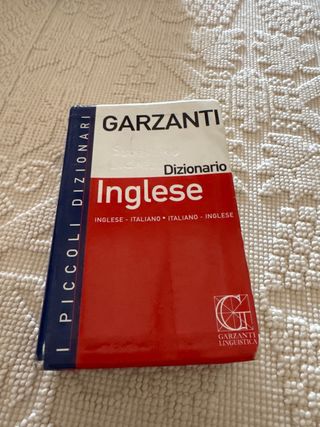 I PICCOLI DIZIONARI
GARZANTI
Dizionario
Inglese
INGLESE - ITALIANO • ITALIANO - INGLESE
GARZANTI
LINGUISTICA